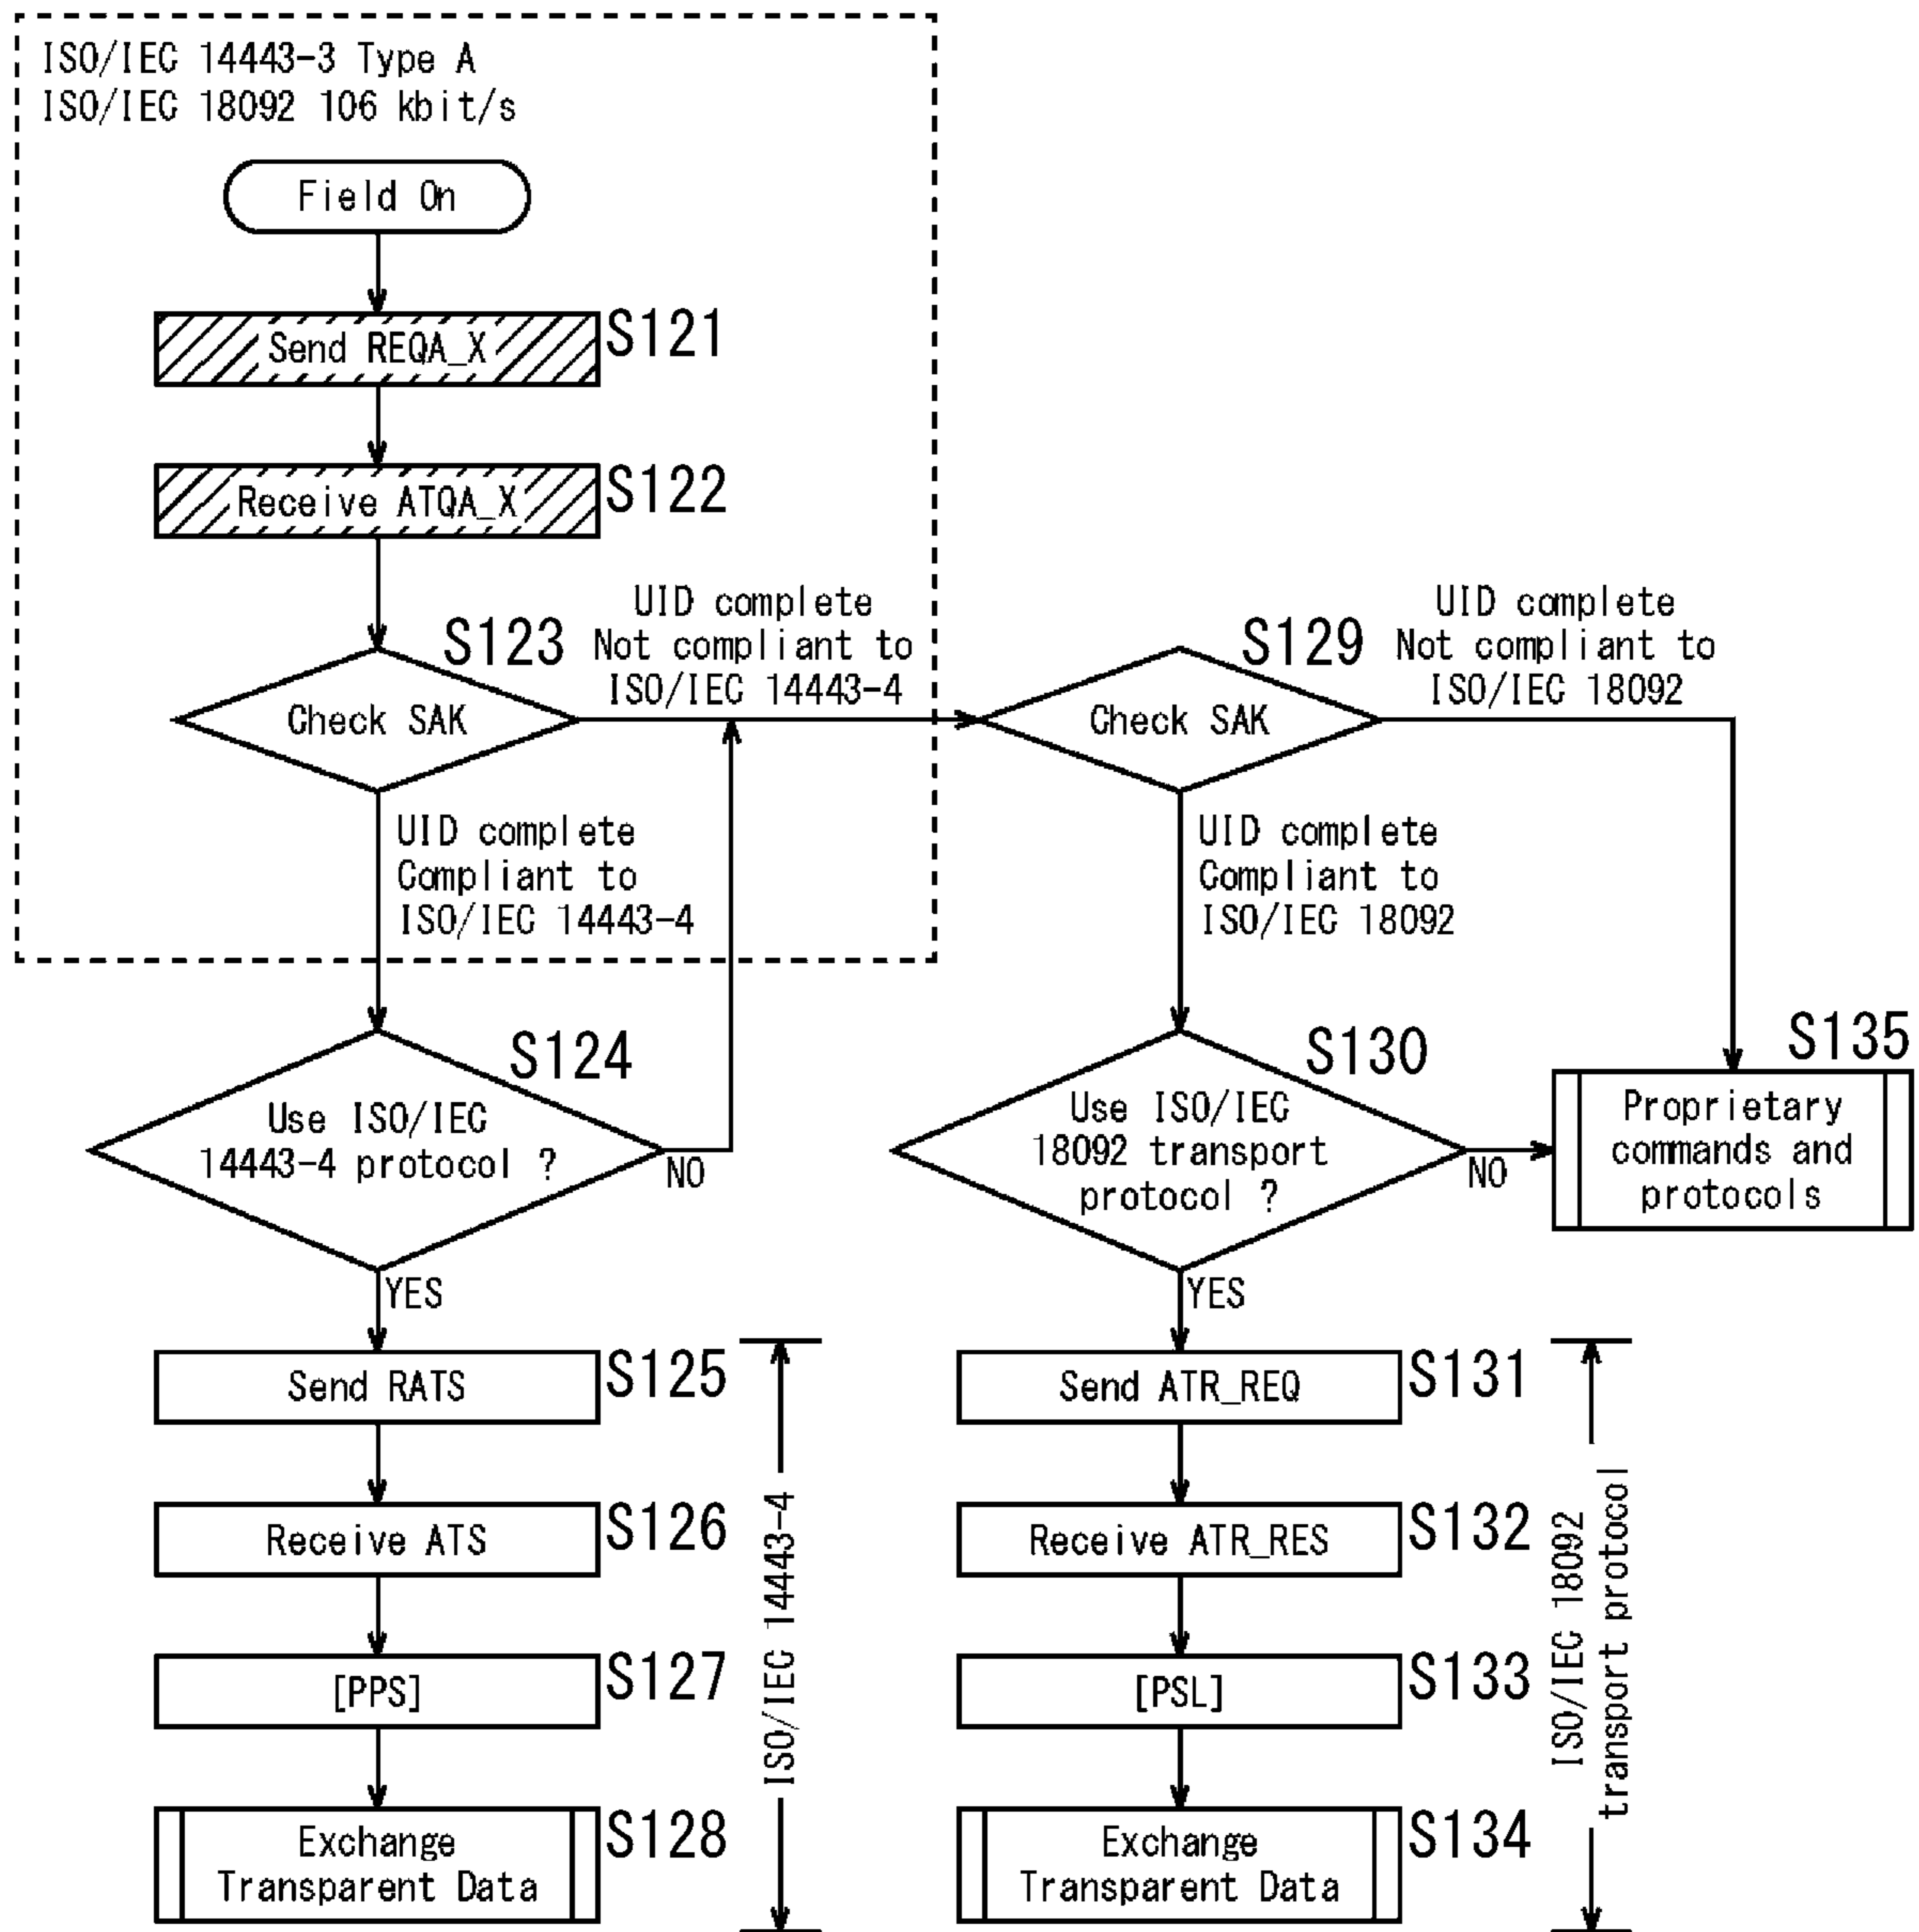 ISO/IEC 14443-3 Type A
ISO/IEC 18092 106 kbit/s
Field On
Send REQA_X
S121
Receive ATQA_X
S122
S123
Check SAK
UID complete
Not compliant to
ISO/IEC 14443-4
UID complete
Compliant to
ISO/IEC 14443-4
S129
Check SAK
UID complete
Not compliant to
ISO/IEC 18092
UID complete
Compliant to
ISO/IEC 18092
S124
Use ISO/IEC
14443-4 protocol ?
NO
YES
S130
Use ISO/IEC
18092 transport
protocol ?
NO
YES
S135
Proprietary
commands and
protocols
Send RATS
S125
Receive ATS
S126
[PPS]
S127
Exchange
Transparent Data
S128
ISO/IEC 14443-4
Send ATR_REQ
S131
Receive ATR_RES
S132
[PSL]
S133
Exchange
Transparent Data
S134
ISO/IEC 18092
transport protocol